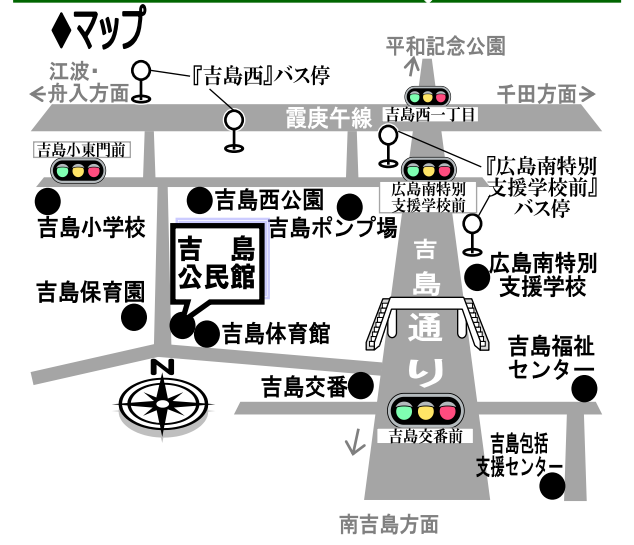 ♦マップ
平和記念公園
江波・
舟入方面
『吉島西』バス停
千田方面
霞庚午線
吉島西一丁目
吉島小東門前
『広島南特別
支援学校前』
バス停
広島南特別
支援学校前
吉島西公園
吉島小学校
吉島ポンプ場
吉島
公民館
吉島通り
広島南特別
支援学校
吉島保育園
吉島体育館
吉島福祉
センター
N
吉島交番
吉島交番前
吉島包括
支援センター
南吉島方面